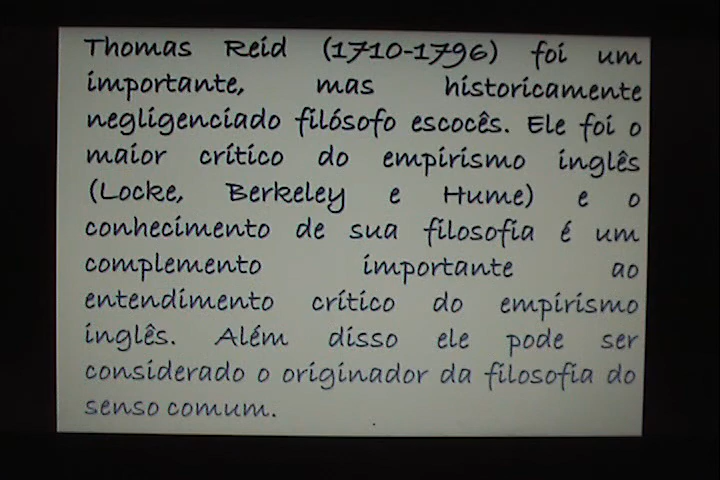 Thomas Reid (1710-1796) foi um
importante, mas historicamente
negligenciado filósofo escocês. Ele foi o
maior crítico do empirismo inglês
(Locke, Berkeley e Hume) e o
conhecimento de sua filosofia é um
complemento importante ao
entendimento crítico do empirismo
inglês. Além disso ele pode ser
considerado o originador da filosofia do
senso comum.